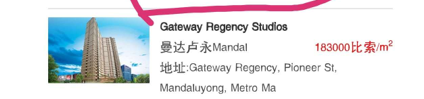 Gateway Regency Studios
曼达卢永Mandal 183000比索/m²
地址:Gateway Regency, Pioneer St,
Mandaluyong, Metro Ma